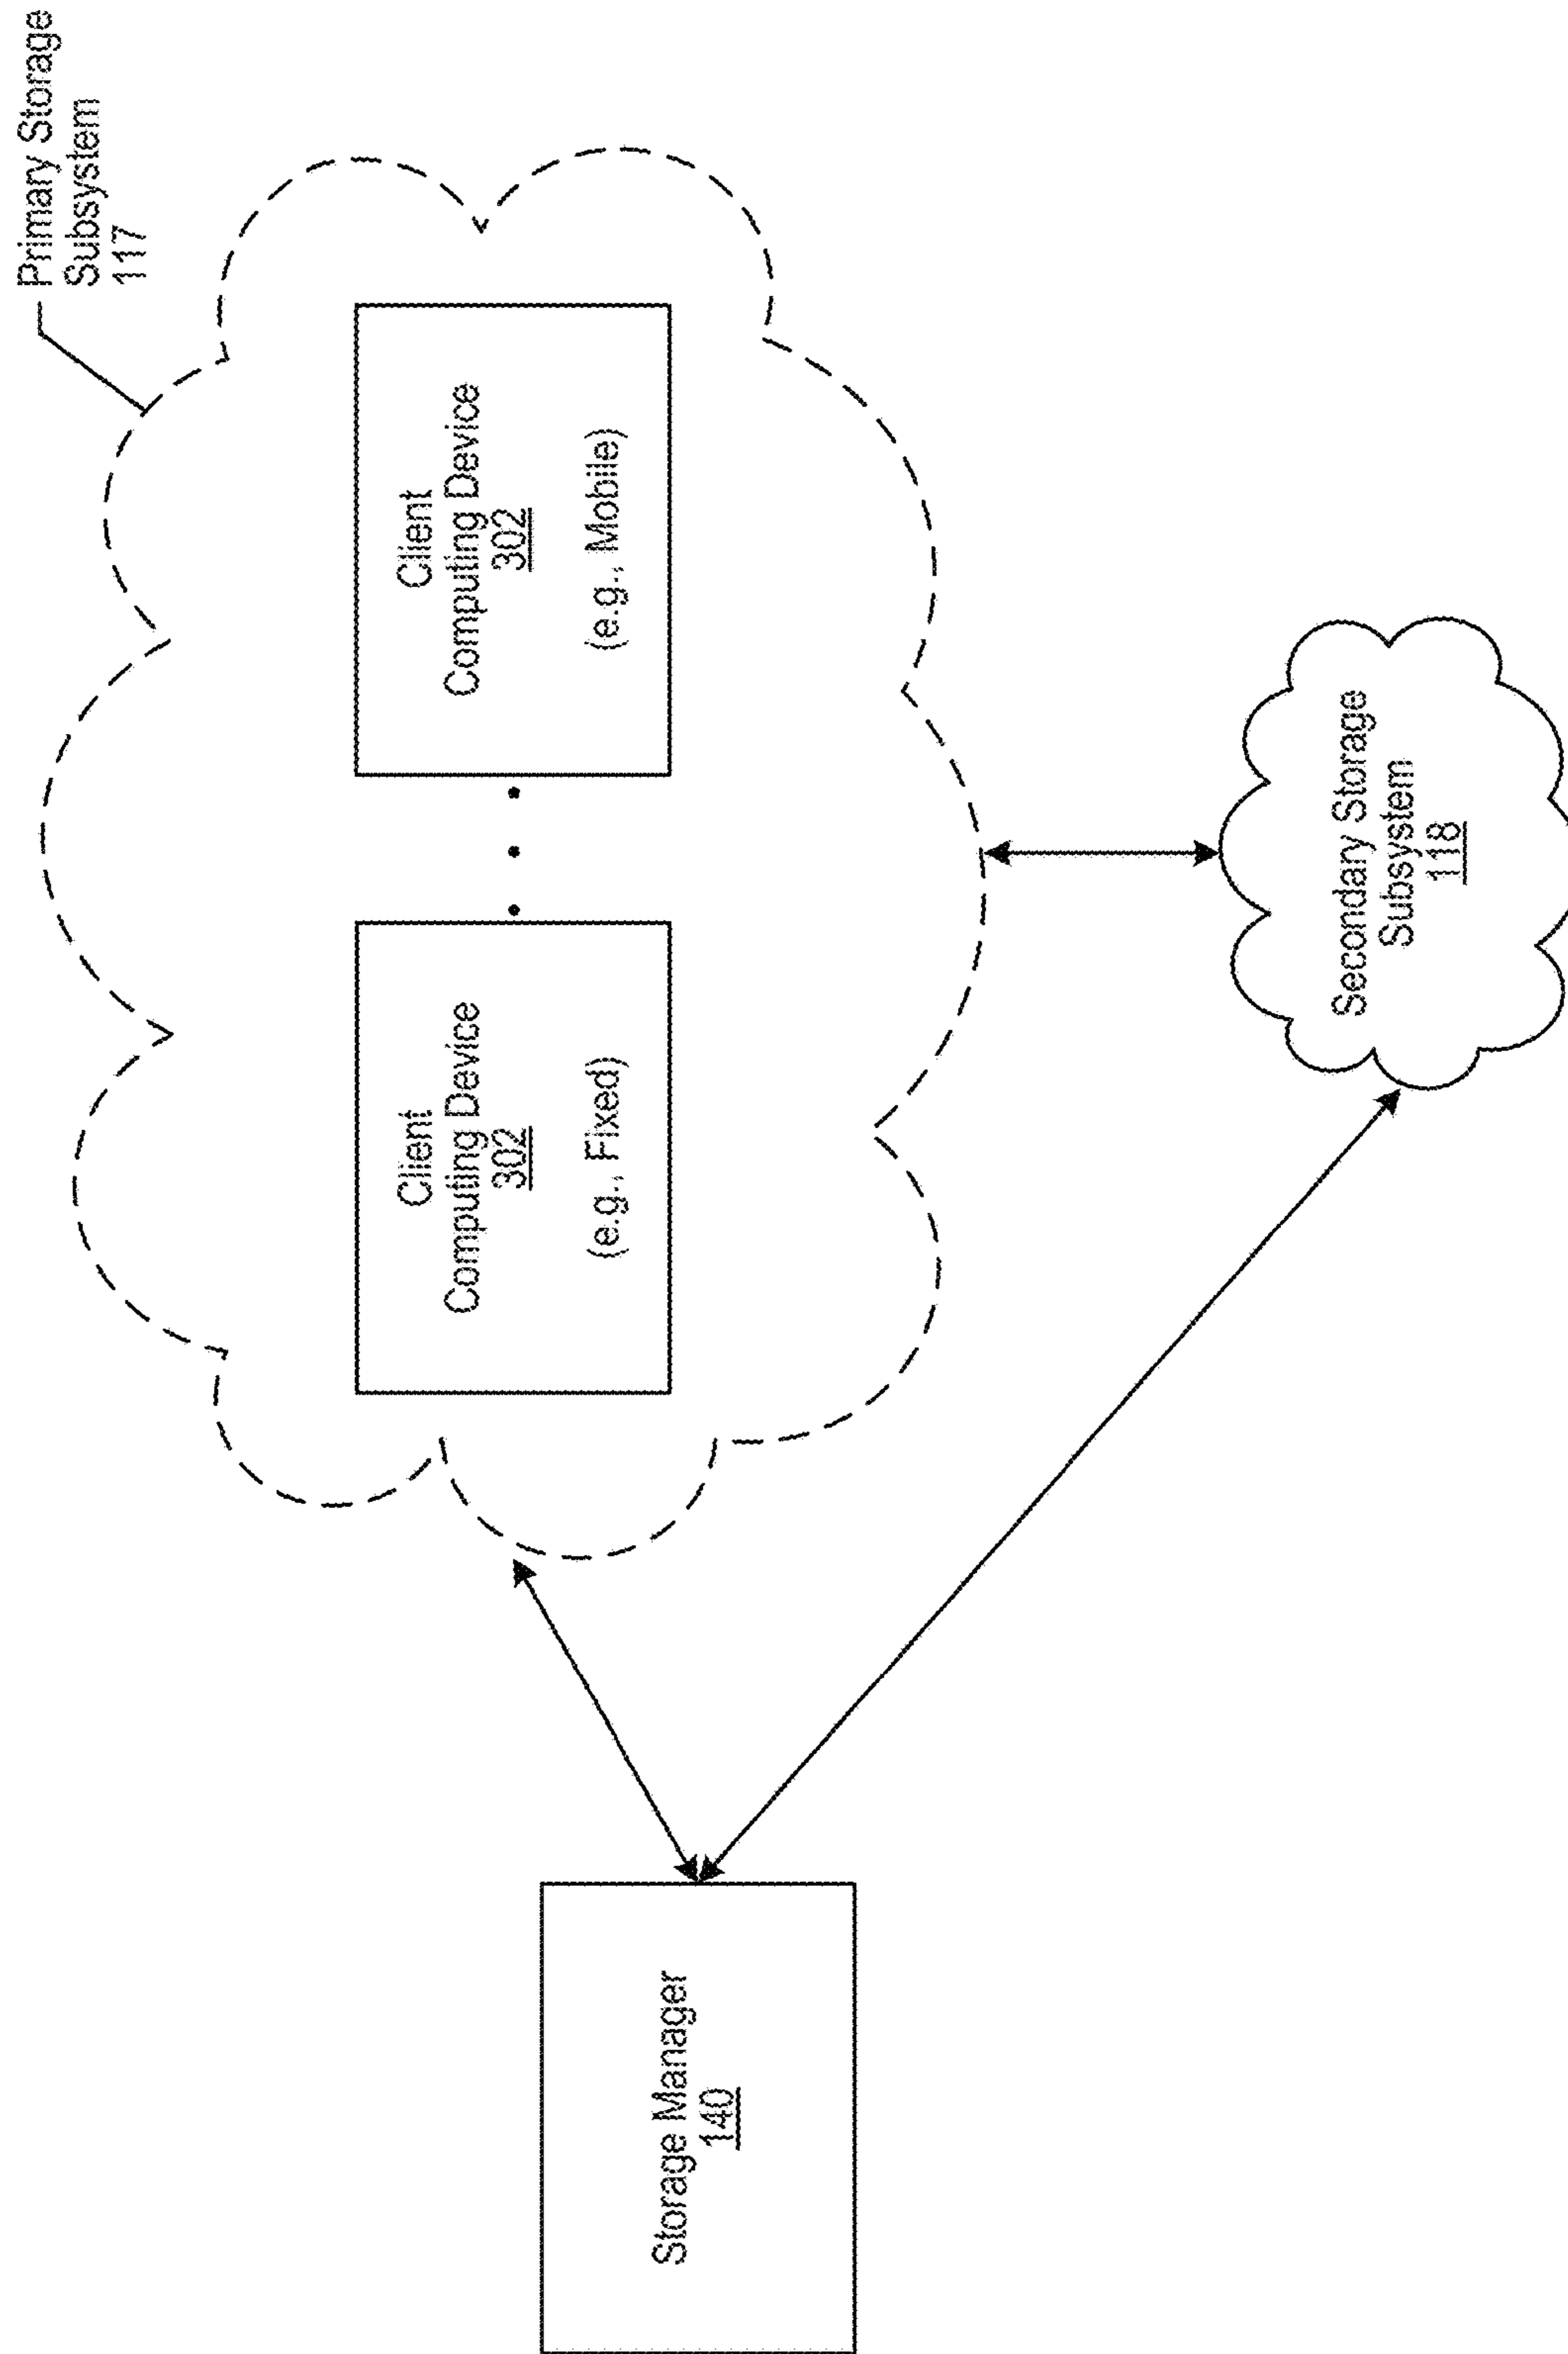 Primary Storage
Subsystem
117
Client
Computing Device
302
(e.g., Fixed)
Client
Computing Device
302
(e.g., Mobile)
Storage Manager
140
Secondary Storage
Subsystem
118